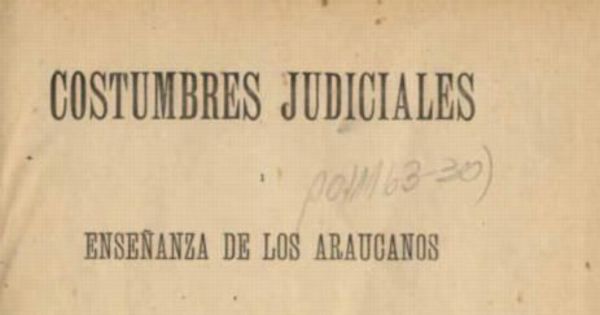 COSTUMBRES JUDICIALES
I
ENSEÑANZA DE LOS ARAUCANOS